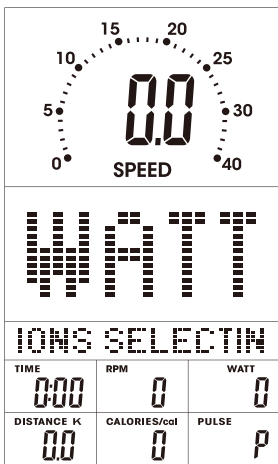 15 20
10 25
5 0.0 30
0 SPEED 40
WATT
IONS SELECTIN
TIME RPM WATT
0:00 0 0
DISTANCE K CALORIES/cal PULSE
0.0 0 P